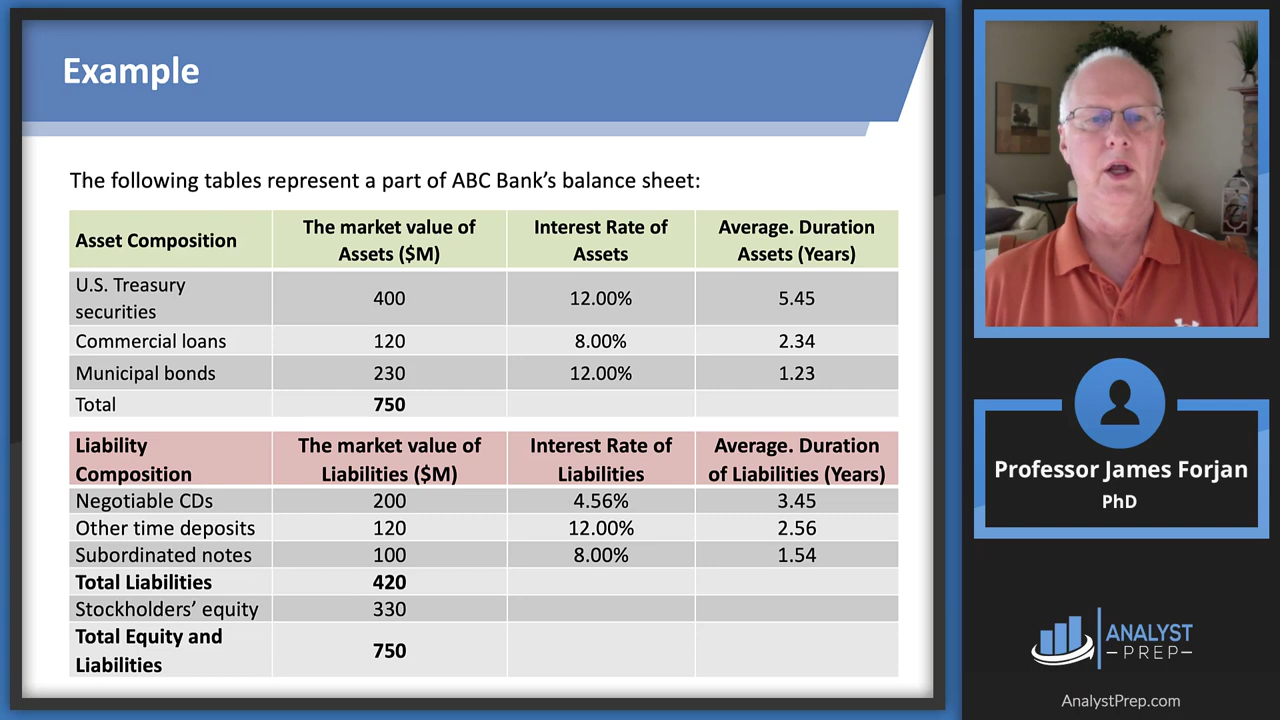 Example
The following tables represent a part of ABC Bank's balance sheet:
Asset Composition
The market value of
Assets ($M)
Interest Rate of
Assets
Average. Duration
Assets (Years)
U.S. Treasury
securities
400
12.00%
5.45
Commercial loans
120
8.00%
2.34
Municipal bonds
230
12.00%
1.23
Total
750
Liability
Composition
The market value of
Liabilities ($M)
Interest Rate of
Liabilities
Average. Duration
of Liabilities (Years)
Negotiable CDs
200
4.56%
3.45
Other time deposits
120
12.00%
2.56
Subordinated notes
100
8.00%
1.54
Total Liabilities
420
Stockholders' equity
330
Total Equity and
Liabilities
750
Professor James Forjan
PhD
ANALYST
PREP
AnalystPrep.com